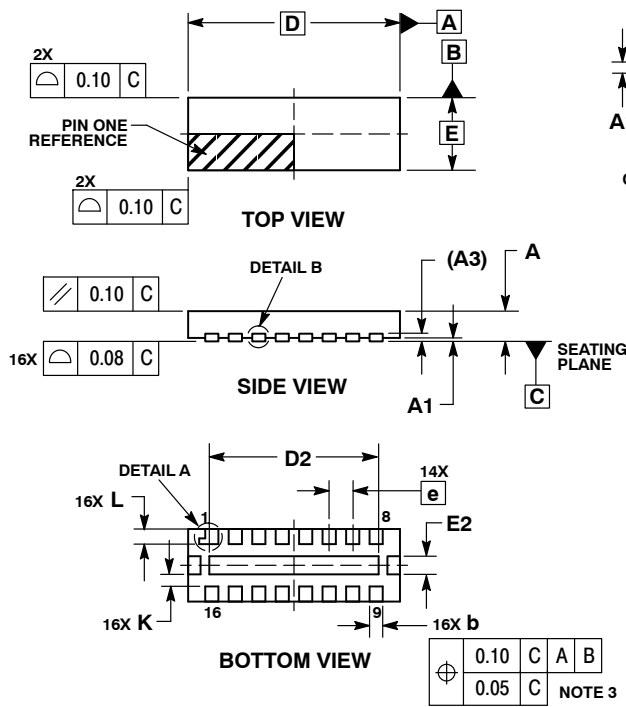 D
A
B
2X
0.10 C
PIN ONE
REFERENCE
E
A
2X
0.10 C
TOP VIEW
DETAIL B
(A3)
A
0.10 C
16X 0.08 C
SEATING
PLANE
SIDE VIEW
A1
C
D2
DETAIL A
14X
e
16X L
1
8
E2
16X K
16
9
16X b
BOTTOM VIEW
0.10 C A B
0.05 C NOTE 3